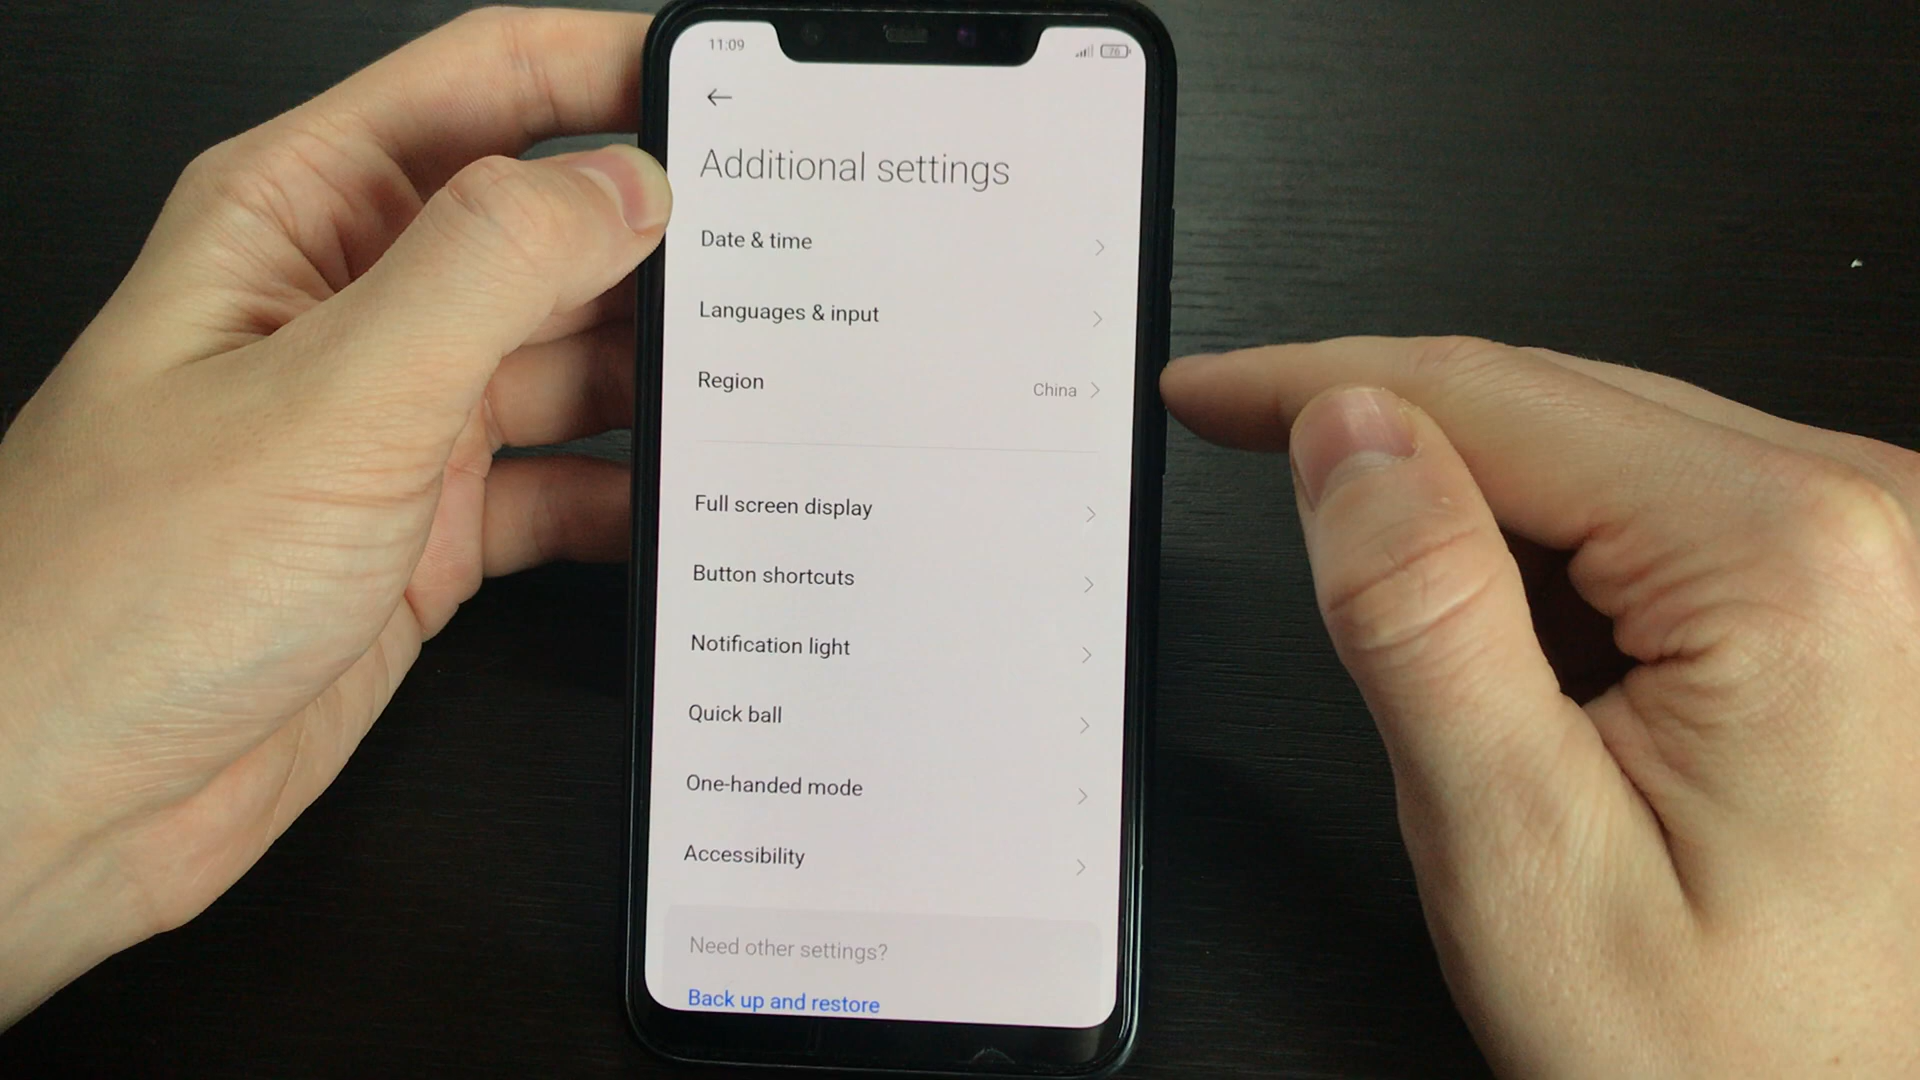 11:09
76
Additional settings
Date & time
Languages & input
Region China
Full screen display
Button shortcuts
Notification light
Quick ball
One-handed mode
Accessibility
Need other settings?
Back up and restore